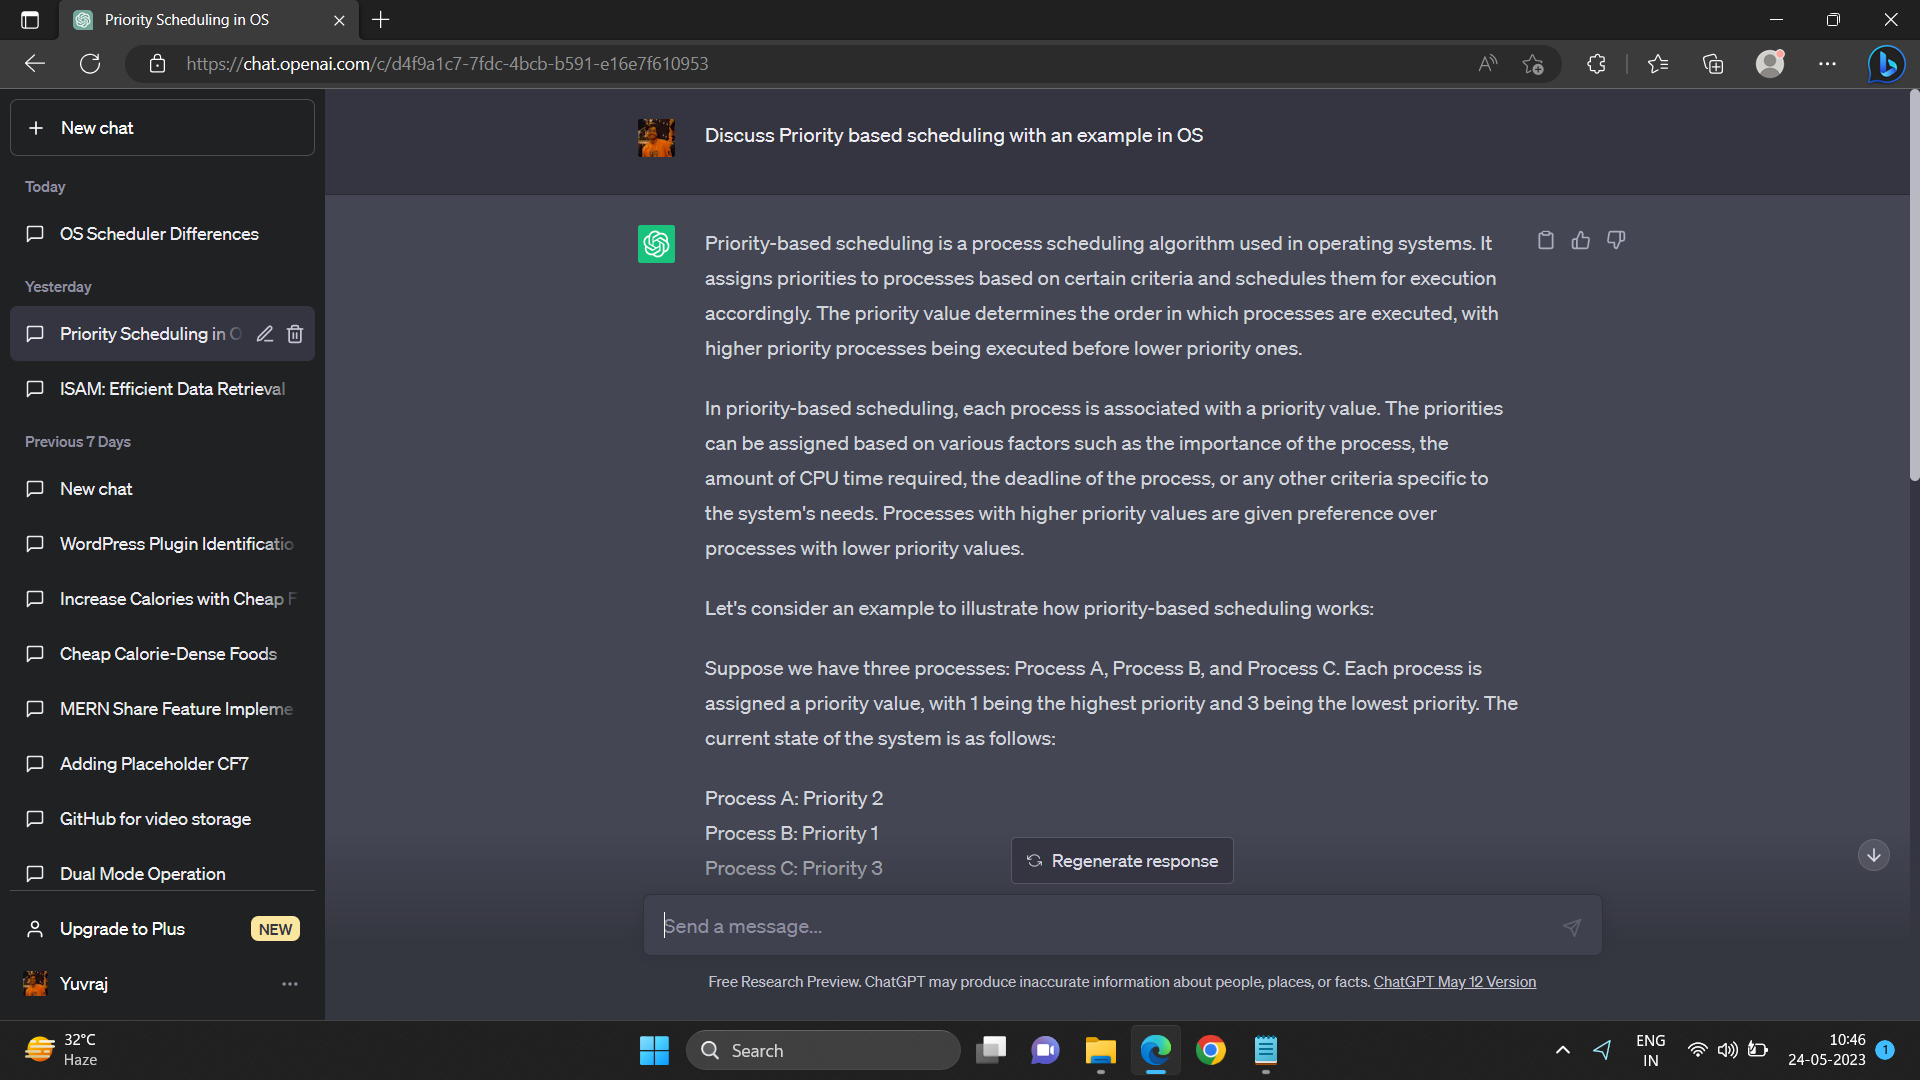 Priority Scheduling in OS
https://chat.openai.com/c/d4f9a1c7-7fdc-4bcb-b591-e16e7f610953
New chat
Today
OS Scheduler Differences
Yesterday
Priority Scheduling in O
ISAM: Efficient Data Retrieval
Previous 7 Days
New chat
WordPress Plugin Identificatio
Increase Calories with Cheap F
Cheap Calorie-Dense Foods
MERN Share Feature Impleme
Adding Placeholder CF7
GitHub for video storage
Dual Mode Operation
Upgrade to Plus NEW
Yuvraj
Discuss Priority based scheduling with an example in OS
Priority-based scheduling is a process scheduling algorithm used in operating systems. It
assigns priorities to processes based on certain criteria and schedules them for execution
accordingly. The priority value determines the order in which processes are executed, with
higher priority processes being executed before lower priority ones.
In priority-based scheduling, each process is associated with a priority value. The priorities
can be assigned based on various factors such as the importance of the process, the
amount of CPU time required, the deadline of the process, or any other criteria specific to
the system's needs. Processes with higher priority values are given preference over
processes with lower priority values.
Let's consider an example to illustrate how priority-based scheduling works:
Suppose we have three processes: Process A, Process B, and Process C. Each process is
assigned a priority value, with 1 being the highest priority and 3 being the lowest priority. The
current state of the system is as follows:
Process A: Priority 2
Process B: Priority 1
Process C: Priority 3
Regenerate response
Send a message...
Free Research Preview. ChatGPT may produce inaccurate information about people, places, or facts. ChatGPT May 12 Version
32°C
Haze
Search
ENG
IN
10:46
24-05-2023
1